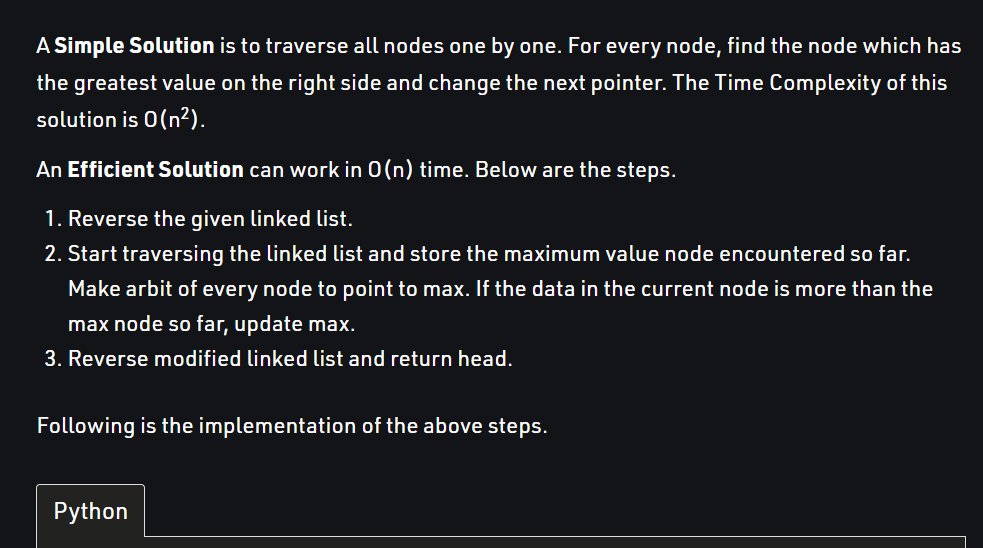 A Simple Solution is to traverse all nodes one by one. For every node, find the node which has
the greatest value on the right side and change the next pointer. The Time Complexity of this
solution is O(n²).
An Efficient Solution can work in O(n) time. Below are the steps.
1. Reverse the given linked list.
2. Start traversing the linked list and store the maximum value node encountered so far.
Make arbit of every node to point to max. If the data in the current node is more than the
max node so far, update max.
3. Reverse modified linked list and return head.
Following is the implementation of the above steps.
Python